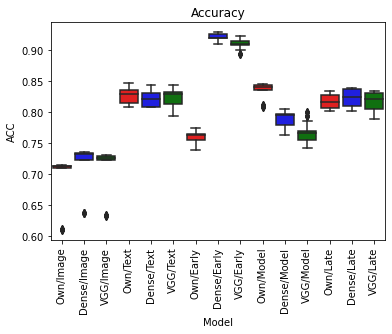 Accuracy
ACC
0.90
0.85
0.80
0.75
0.70
0.65
0.60
Own/Image
Dense/Image
VGG/Image
Own/Text
Dense/Text
VGG/Text
Own/Early
Dense/Early
VGG/Early
Own/Model
Dense/Model
VGG/Model
Own/Late
Dense/Late
VGG/Late
Model